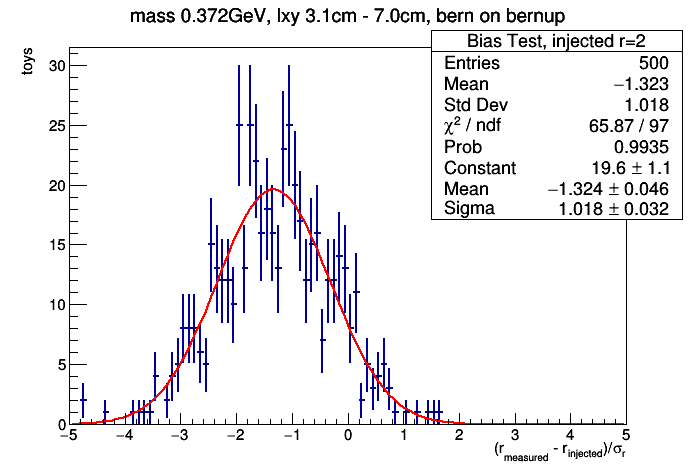 mass 0.372GeV, lxy 3.1cm - 7.0cm, bern on bernup
Bias Test, injected r=2
Entries 500
Mean −1.323
Std Dev 1.018
χ² / ndf 65.87 / 97
Prob 0.9935
Constant 19.6 ± 1.1
Mean −1.324 ± 0.046
Sigma 1.018 ± 0.032
toys
30
25
20
15
10
5
0
−5 −4 −3 −2 −1 0 1 2 3 4 5
(r_measured - r_injected)/σ_r